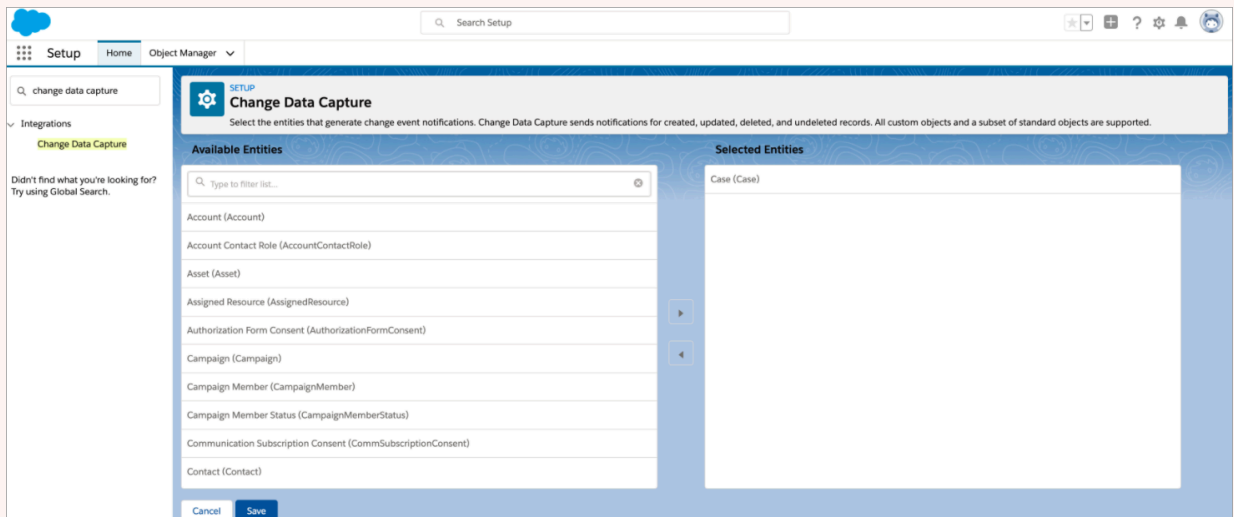 Search Setup
Setup
Home
Object Manager
change data capture
Integrations
Change Data Capture
Didn't find what you're looking for?
Try using Global Search.
SETUP
Change Data Capture
Select the entities that generate change event notifications. Change Data Capture sends notifications for created, updated, deleted, and undeleted records. All custom objects and a subset of standard objects are supported.
Available Entities
Type to filter list...
Account (Account)
Account Contact Role (AccountContactRole)
Asset (Asset)
Assigned Resource (AssignedResource)
Authorization Form Consent (AuthorizationFormConsent)
Campaign (Campaign)
Campaign Member (CampaignMember)
Campaign Member Status (CampaignMemberStatus)
Communication Subscription Consent (CommSubscriptionConsent)
Contact (Contact)
Selected Entities
Case (Case)
Cancel
Save